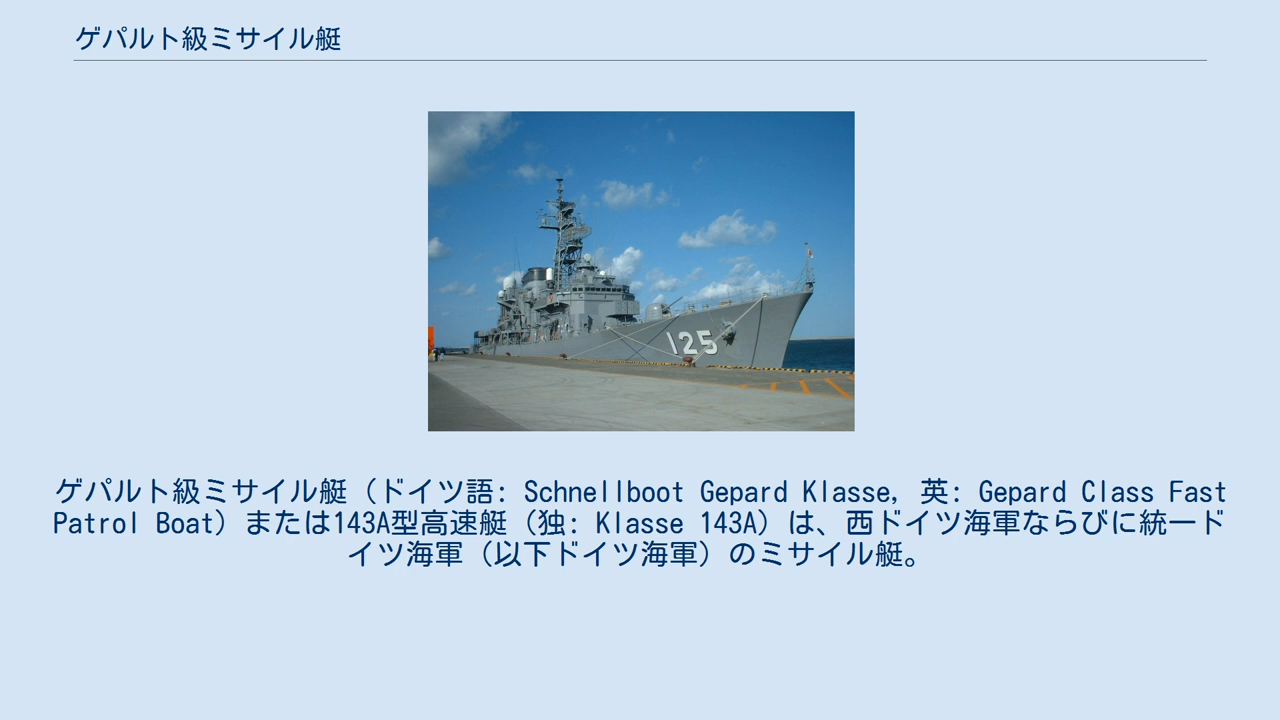 ゲパルト級ミサイル艇
125
ゲパルト級ミサイル艇（ドイツ語: Schnellboot Gepard Klasse, 英: Gepard Class Fast
Patrol Boat）または143A型高速艇（独: Klasse 143A）は、西ドイツ海軍ならびに統一ド
イツ海軍（以下ドイツ海軍）のミサイル艇。